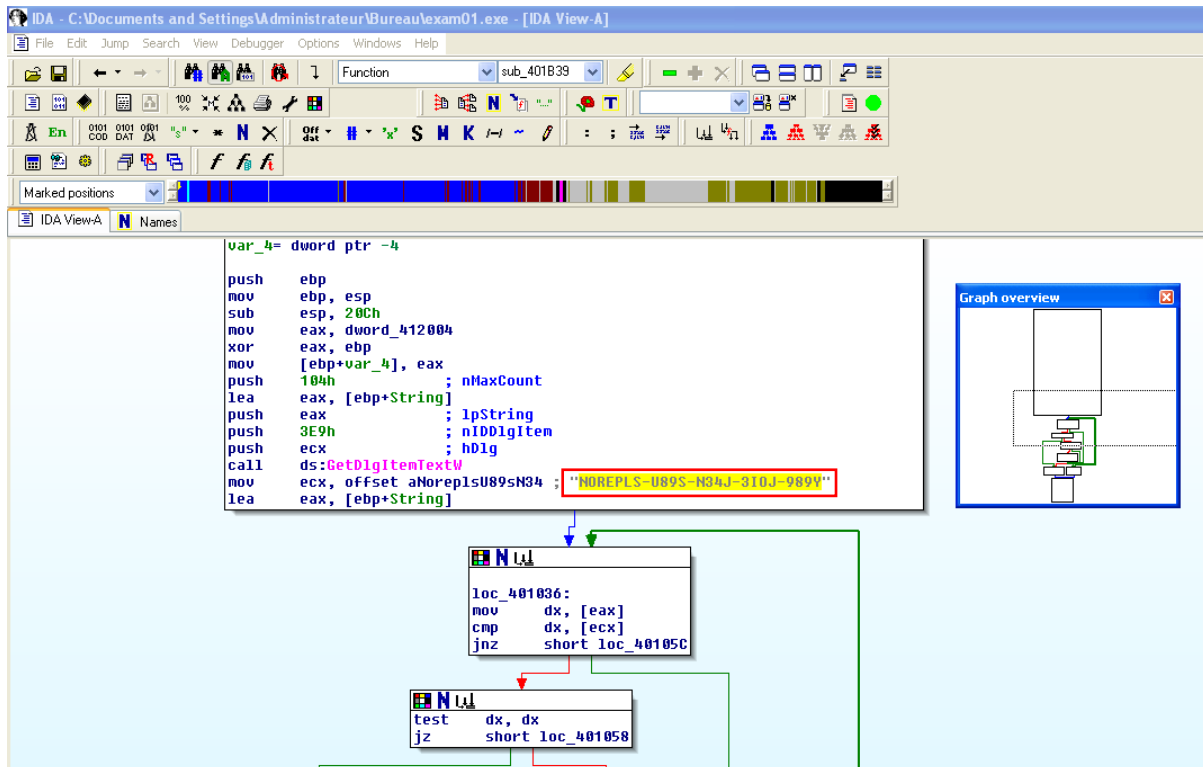 IDA - C:\Documents and Settings\Administrateur\Bureau\exam01.exe - [IDA View-A]
File Edit Jump Search View Debugger Options Windows Help
Function sub_401B39
En S M K
Marked positions
IDA View-A N Names
var_4= dword ptr -4
push ebp
mov ebp, esp
sub esp, 20Ch
mov eax, dword_412004
xor eax, ebp
mov [ebp+var_4], eax
push 104h ; nMaxCount
lea eax, [ebp+String]
push eax ; lpString
push 3E9h ; nIDDlgItem
push ecx ; hDlg
call ds:GetDlgItemTextW
mov ecx, offset aNoreplsU89sN34 ; "NOREPLS-U89S-N34J-3IOJ-989Y"
lea eax, [ebp+String]
Graph overview
loc_401036:
mov dx, [eax]
cmp dx, [ecx]
jnz short loc_40105C
test dx, dx
jz short loc_401058